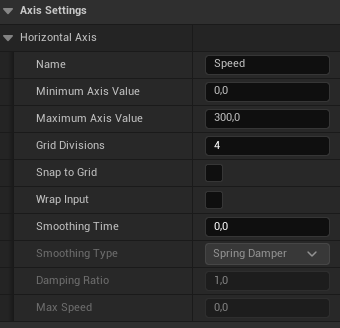 Axis Settings
Horizontal Axis
Name Speed
Minimum Axis Value 0,0
Maximum Axis Value 300,0
Grid Divisions 4
Snap to Grid
Wrap Input
Smoothing Time 0,0
Smoothing Type Spring Damper
Damping Ratio 1,0
Max Speed 0,0